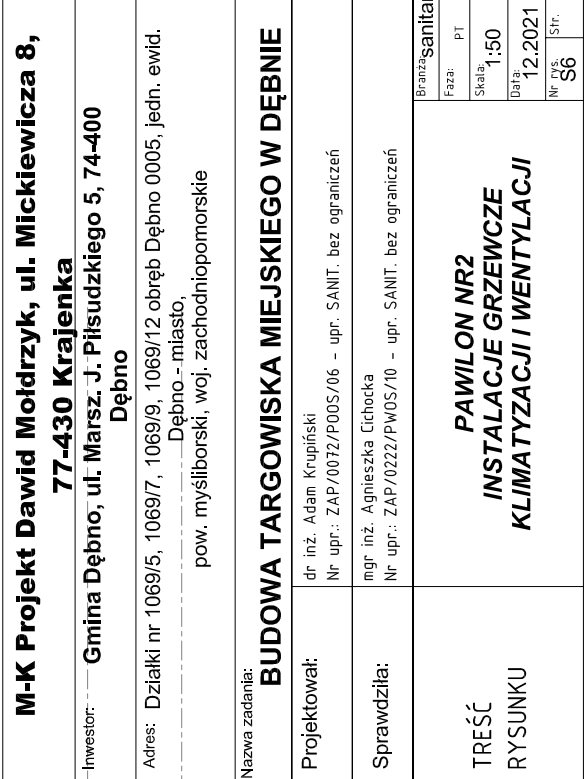 M-K Projekt Dawid Mołdrzyk, ul. Mickiewicza 8,
77-430 Krajenka
Inwestor: Gmina Dębno, ul. Marsz. J. Piłsudzkiego 5, 74-400
Dębno
Adres: Działki nr 1069/5, 1069/7, 1069/9, 1069/12 obręb Dębno 0005, jedn. ewid.
Dębno - miasto,
pow. myśliborski, woj. zachodniopomorskie
Nazwa zadania:
BUDOWA TARGOWISKA MIEJSKIEGO W DĘBNIE
Projektował:
dr inż. Adam Krupiński
Nr upr.: ZAP/0072/POOS/06 - upr. SANIT. bez ograniczeń
Sprawdziła:
mgr inż. Agnieszka Cichocka
Nr upr.: ZAP/0222/PWOS/10 - upr. SANIT. bez ograniczeń
TREŚĆ
RYSUNKU
PAWILON NR2
INSTALACJE GRZEWCZE
KLIMATYZACJI I WENTYLACJI
Branża: sanitar
Faza: PT
Skala: 1:50
Data: 12.2021
Nr rys. S6
Str.